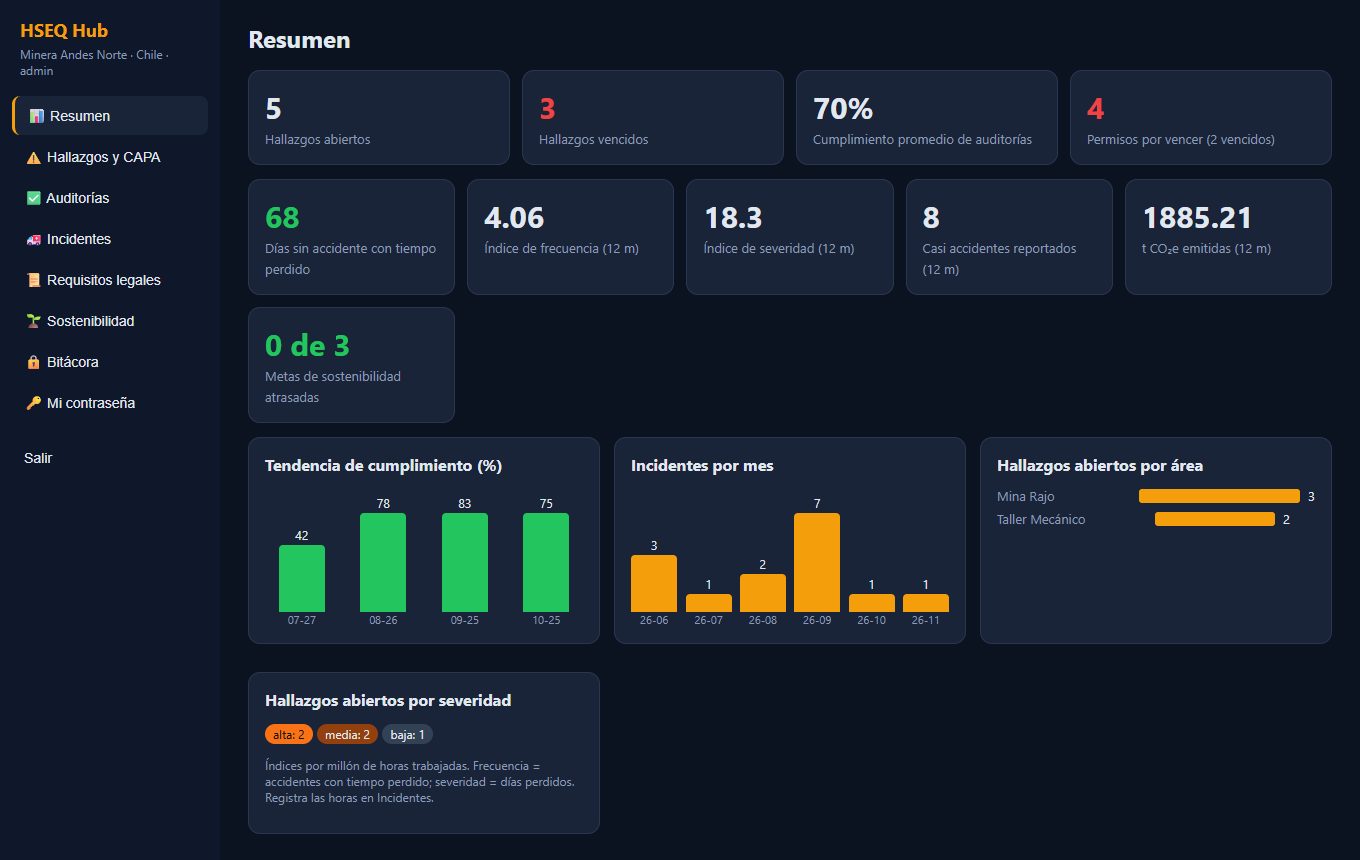 HSEQ Hub
Minera Andes Norte · Chile ·
admin
Resumen
Hallazgos y CAPA
Auditorías
Incidentes
Requisitos legales
Sostenibilidad
Bitácora
Mi contraseña
Salir
Resumen
5
Hallazgos abiertos
3
Hallazgos vencidos
70%
Cumplimiento promedio de auditorías
4
Permisos por vencer (2 vencidos)
68
Días sin accidente con tiempo
perdido
4.06
Índice de frecuencia (12 m)
18.3
Índice de severidad (12 m)
8
Casi accidentes reportados
(12 m)
1885.21
t CO₂e emitidas (12 m)
0 de 3
Metas de sostenibilidad
atrasadas
Tendencia de cumplimiento (%)
42 78 83 75
07-27 08-26 09-25 10-25
Incidentes por mes
3 1 2 7 1 1
26-06 26-07 26-08 26-09 26-10 26-11
Hallazgos abiertos por área
Mina Rajo 3
Taller Mecánico 2
Hallazgos abiertos por severidad
alta: 2 media: 2 baja: 1
Índices por millón de horas trabajadas. Frecuencia =
accidentes con tiempo perdido; severidad = días perdidos.
Registra las horas en Incidentes.